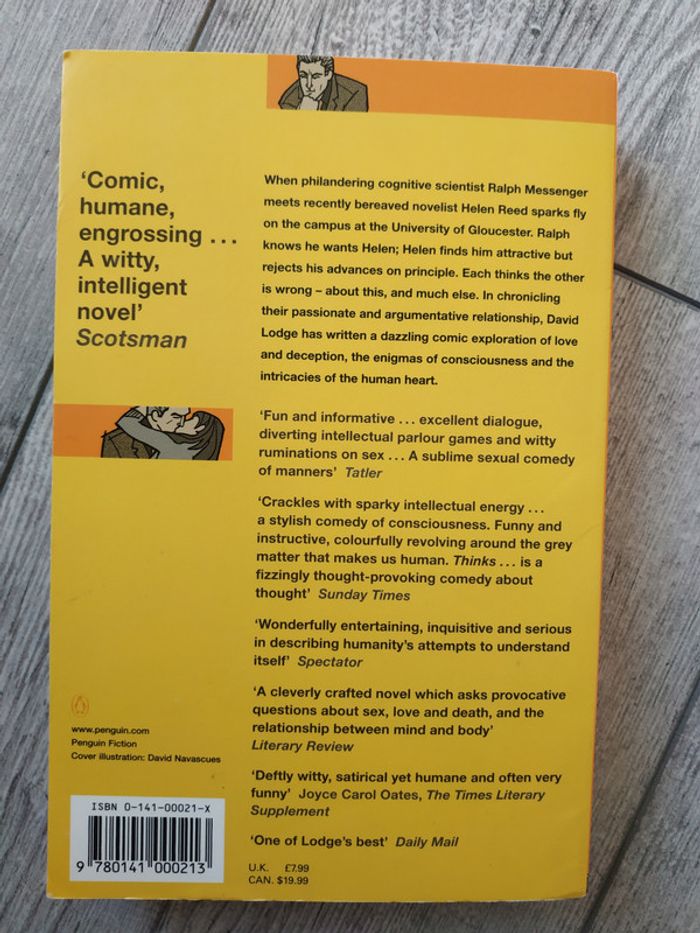 'Comic,
humane,
engrossing ...
A witty,
intelligent
novel'
Scotsman
When philandering cognitive scientist Ralph Messenger
meets recently bereaved novelist Helen Reed sparks fly
on the campus at the University of Gloucester. Ralph
knows he wants Helen; Helen finds him attractive but
rejects his advances on principle. Each thinks the other
is wrong – about this, and much else. In chronicling
their passionate and argumentative relationship, David
Lodge has written a dazzling comic exploration of love
and deception, the enigmas of consciousness and the
intricacies of the human heart.
'Fun and informative ... excellent dialogue,
diverting intellectual parlour games and witty
ruminations on sex ... A sublime sexual comedy
of manners' Tatler
'Crackles with sparky intellectual energy ...
a stylish comedy of consciousness. Funny and
instructive, colourfully revolving around the grey
matter that makes us human. Thinks ... is a
fizzingly thought-provoking comedy about
thought' Sunday Times
'Wonderfully entertaining, inquisitive and serious
in describing humanity's attempts to understand
itself' Spectator
'A cleverly crafted novel which asks provocative
questions about sex, love and death, and the
relationship between mind and body'
Literary Review
'Deftly witty, satirical yet humane and often very
funny' Joyce Carol Oates, The Times Literary
Supplement
'One of Lodge's best' Daily Mail
www.penguin.com
Penguin Fiction
Cover illustration: David Navascues
ISBN 0-141-00021-X
9 780141 000213
U.K. £7.99
CAN. $19.99